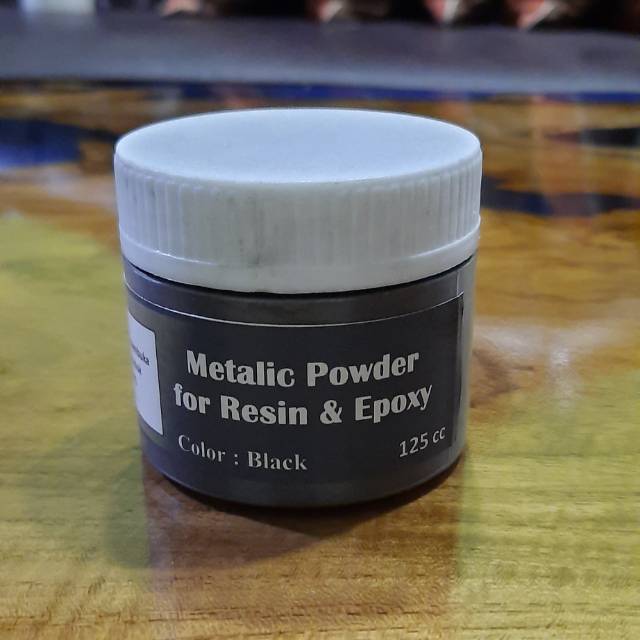 Metalic Powder
for Resin & Epoxy
Color : Black
125 cc